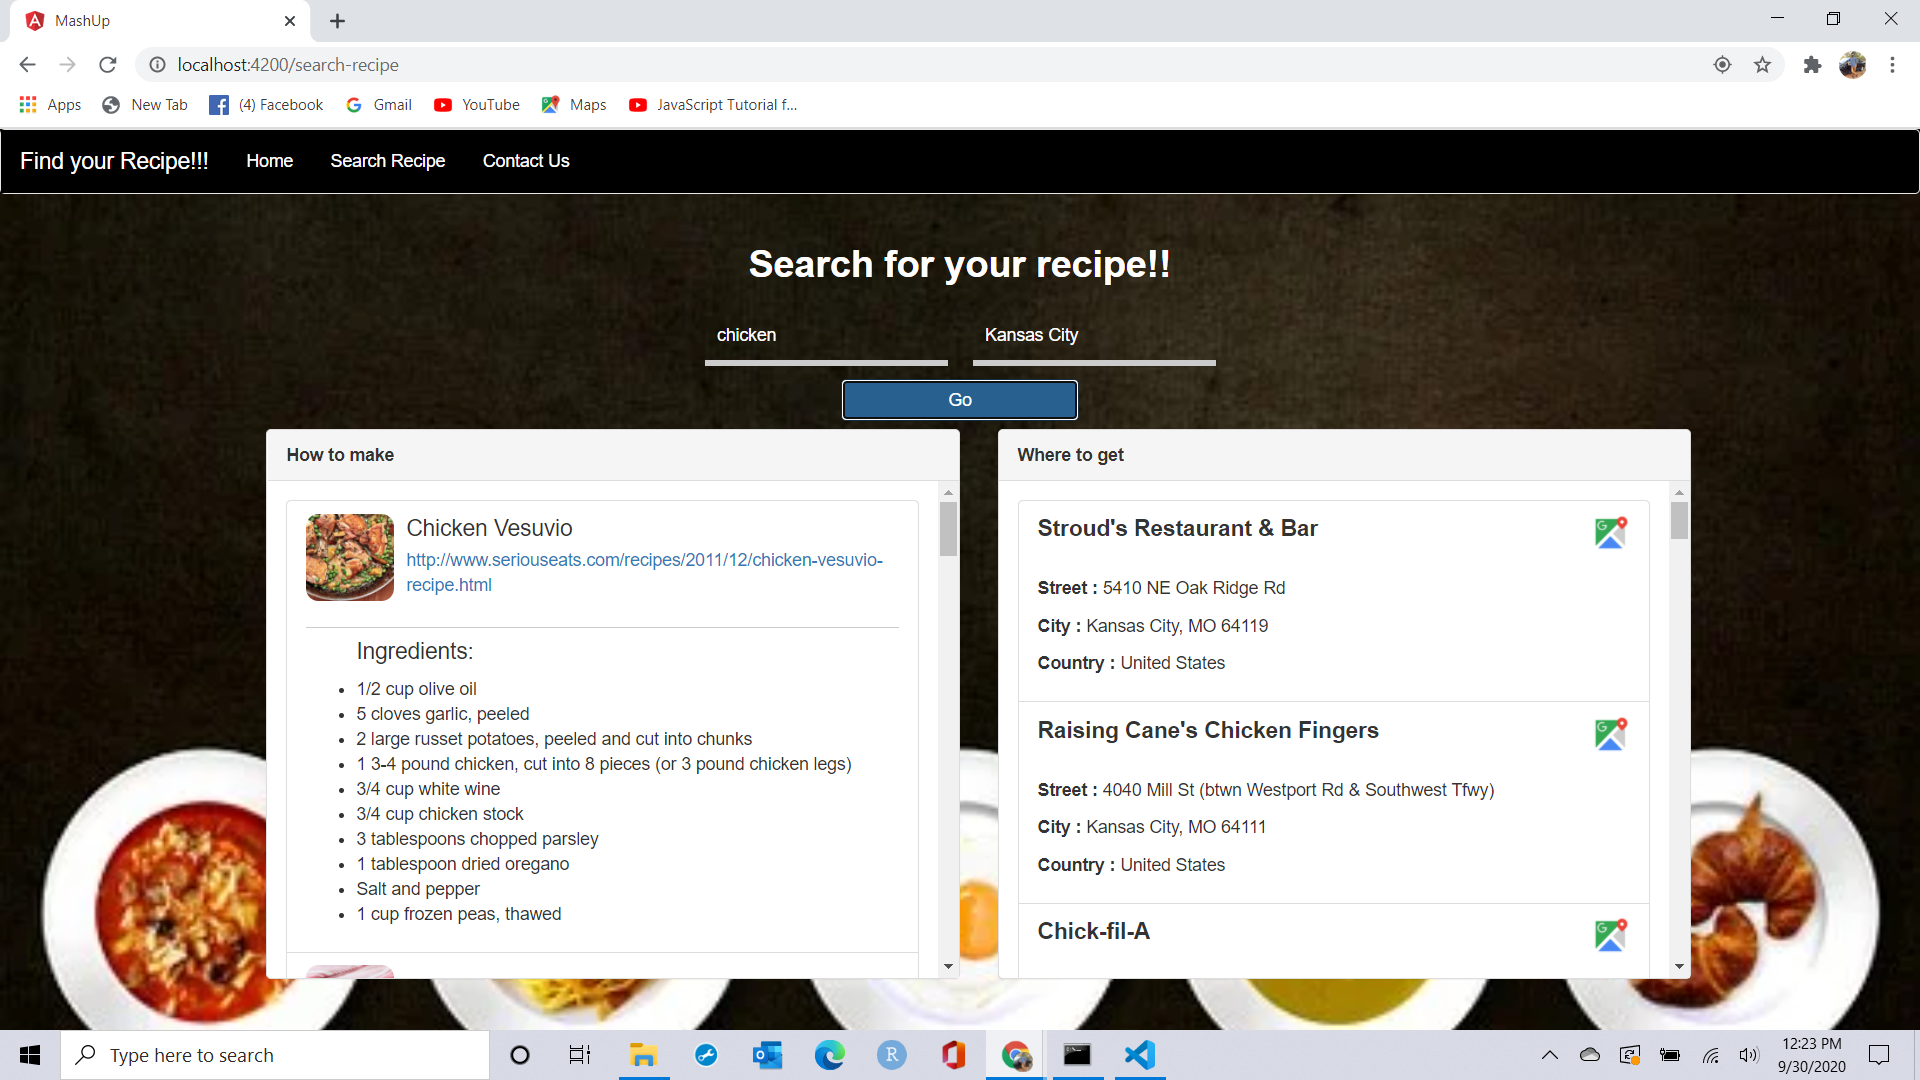 MashUp
localhost:4200/search-recipe
Apps New Tab (4) Facebook Gmail YouTube Maps JavaScript Tutorial f...
Find your Recipe!!! Home Search Recipe Contact Us
Search for your recipe!!
chicken Kansas City
Go
How to make
Chicken Vesuvio
http://www.seriouseats.com/recipes/2011/12/chicken-vesuvio-
recipe.html
Ingredients:
1/2 cup olive oil
5 cloves garlic, peeled
2 large russet potatoes, peeled and cut into chunks
1 3-4 pound chicken, cut into 8 pieces (or 3 pound chicken legs)
3/4 cup white wine
3/4 cup chicken stock
3 tablespoons chopped parsley
1 tablespoon dried oregano
Salt and pepper
1 cup frozen peas, thawed
Where to get
Stroud's Restaurant & Bar
Street : 5410 NE Oak Ridge Rd
City : Kansas City, MO 64119
Country : United States
Raising Cane's Chicken Fingers
Street : 4040 Mill St (btwn Westport Rd & Southwest Tfwy)
City : Kansas City, MO 64111
Country : United States
Chick-fil-A
Type here to search
12:23 PM
9/30/2020